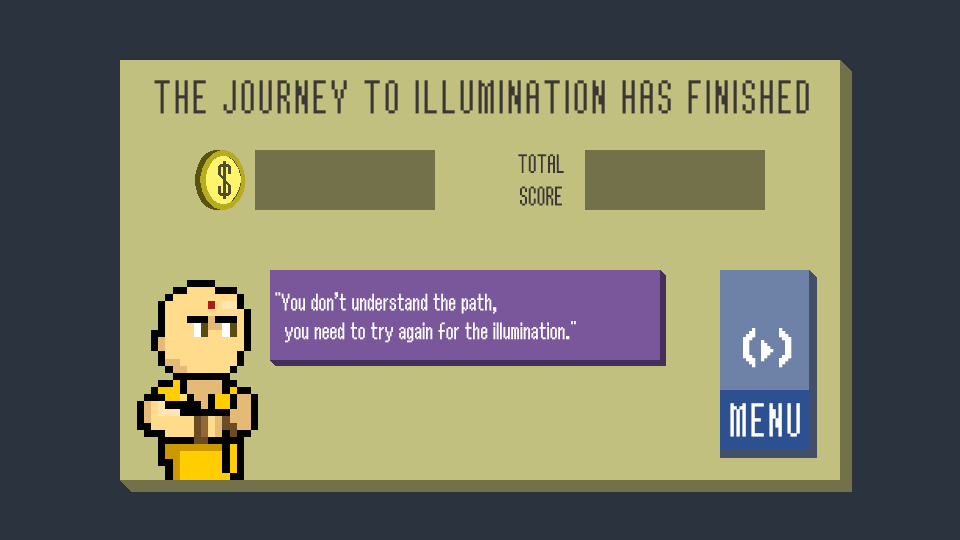 THE JOURNEY TO ILLUMINATION HAS FINISHED
$
TOTAL
SCORE
"You don't understand the path,
you need to try again for the illumination."
MENU